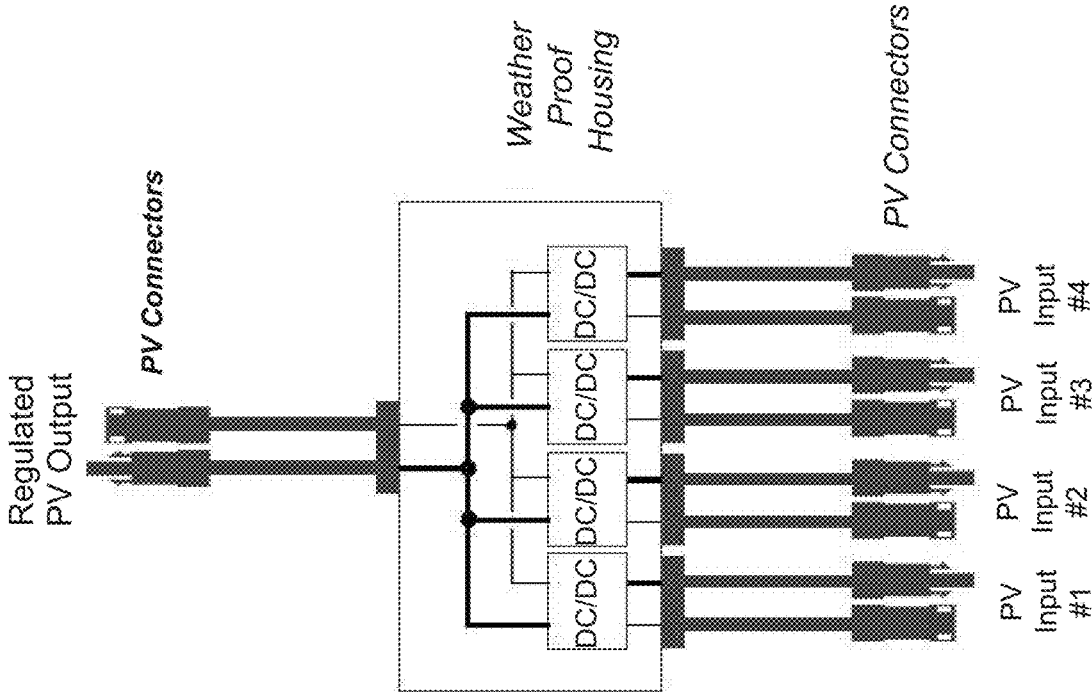 Regulated
PV Output
PV Connectors
Weather
Proof
Housing
DC/DC
DC/DC
DC/DC
DC/DC
PV Connectors
PV
Input
#1
PV
Input
#2
PV
Input
#3
PV
Input
#4